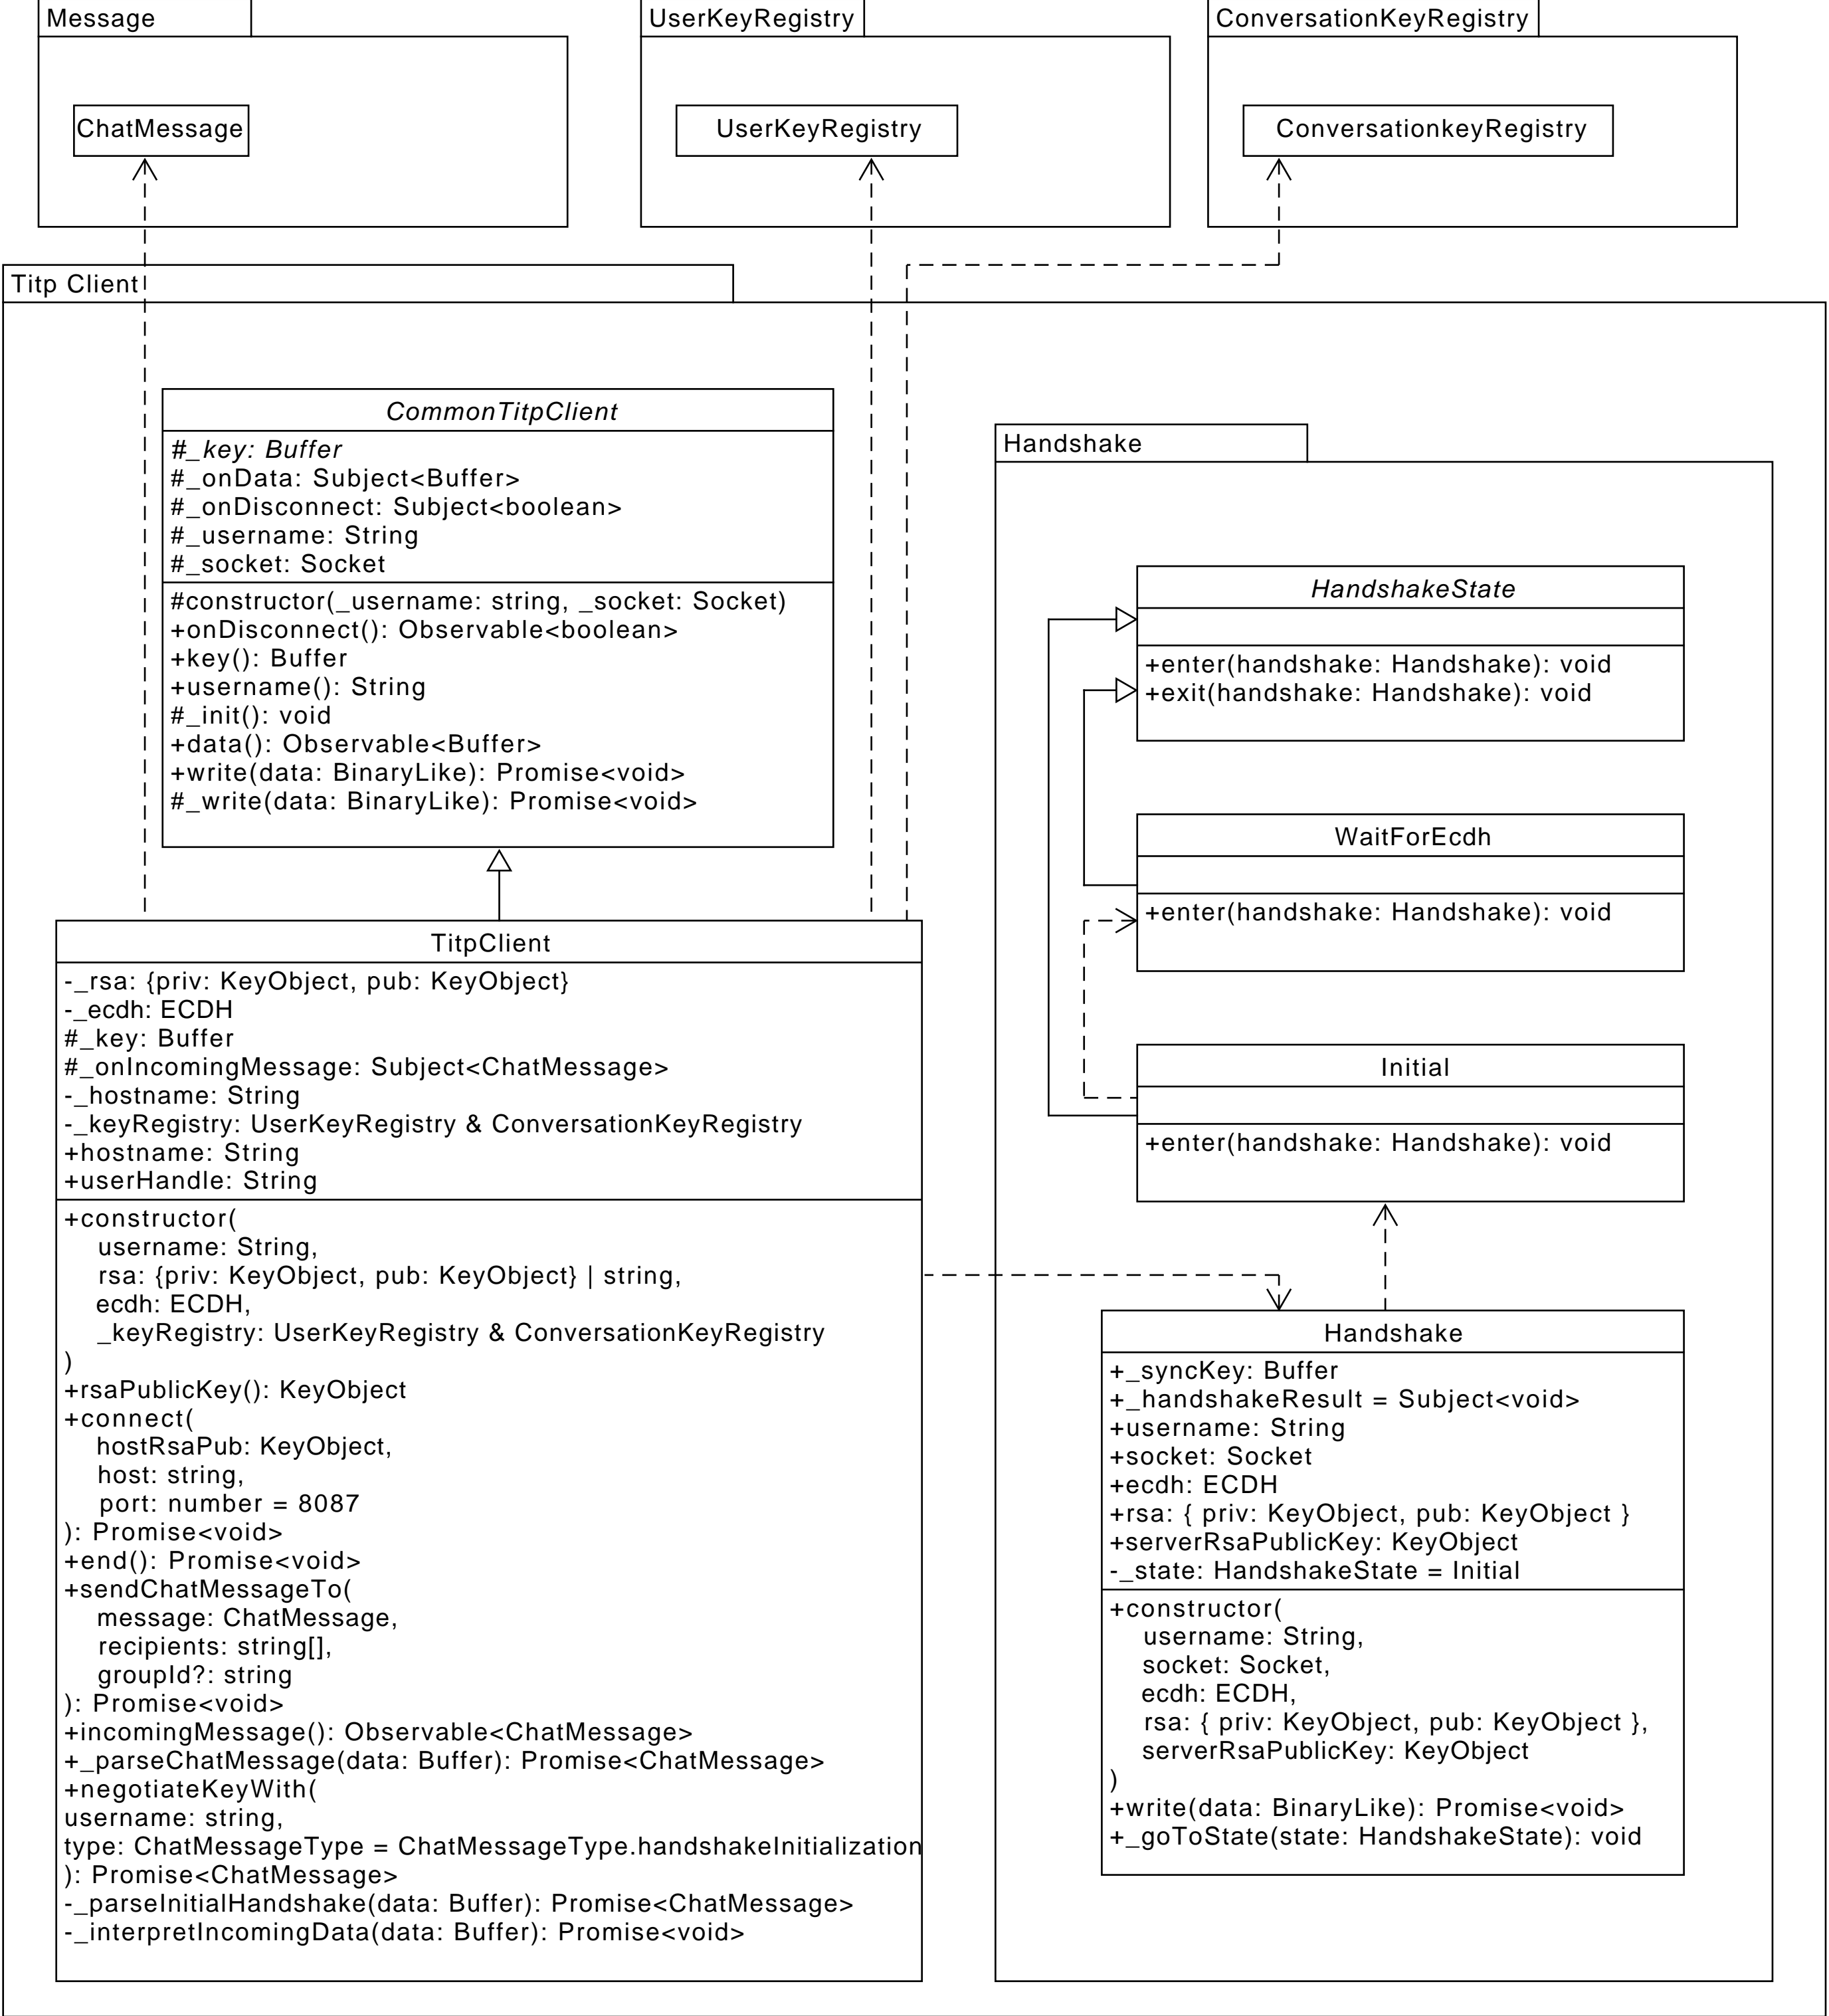 Message
UserKeyRegistry
ConversationKeyRegistry
ChatMessage
UserKeyRegistry
ConversationkeyRegistry
Titp Client
CommonTitpClient
#_key: Buffer
#_onData: Subject<Buffer>
#_onDisconnect: Subject<boolean>
#_username: String
#_socket: Socket
#constructor(_username: string, _socket: Socket)
+onDisconnect(): Observable<boolean>
+key(): Buffer
+username(): String
#_init(): void
+data(): Observable<Buffer>
+write(data: BinaryLike): Promise<void>
#_write(data: BinaryLike): Promise<void>
TitpClient
-_rsa: {priv: KeyObject, pub: KeyObject}
-_ecdh: ECDH
#_key: Buffer
#_onIncomingMessage: Subject<ChatMessage>
-_hostname: String
-_keyRegistry: UserKeyRegistry & ConversationKeyRegistry
+hostname: String
+userHandle: String
+constructor(
username: String,
rsa: {priv: KeyObject, pub: KeyObject} | string,
ecdh: ECDH,
_keyRegistry: UserKeyRegistry & ConversationKeyRegistry
)
+rsaPublicKey(): KeyObject
+connect(
hostRsaPub: KeyObject,
host: string,
port: number = 8087
): Promise<void>
+end(): Promise<void>
+sendChatMessageTo(
message: ChatMessage,
recipients: string[],
groupId?: string
): Promise<void>
+incomingMessage(): Observable<ChatMessage>
+_parseChatMessage(data: Buffer): Promise<ChatMessage>
+negotiateKeyWith(
username: string,
type: ChatMessageType = ChatMessageType.handshakeInitialization
): Promise<ChatMessage>
-_parseInitialHandshake(data: Buffer): Promise<ChatMessage>
-_interpretIncomingData(data: Buffer): Promise<void>
Handshake
HandshakeState
+enter(handshake: Handshake): void
+exit(handshake: Handshake): void
WaitForEcdh
+enter(handshake: Handshake): void
Initial
+enter(handshake: Handshake): void
Handshake
+_syncKey: Buffer
+_handshakeResult = Subject<void>
+username: String
+socket: Socket
+ecdh: ECDH
+rsa: { priv: KeyObject, pub: KeyObject }
+serverRsaPublicKey: KeyObject
-_state: HandshakeState = Initial
+constructor(
username: String,
socket: Socket,
ecdh: ECDH,
rsa: { priv: KeyObject, pub: KeyObject },
serverRsaPublicKey: KeyObject
)
+write(data: BinaryLike): Promise<void>
+_goToState(state: HandshakeState): void